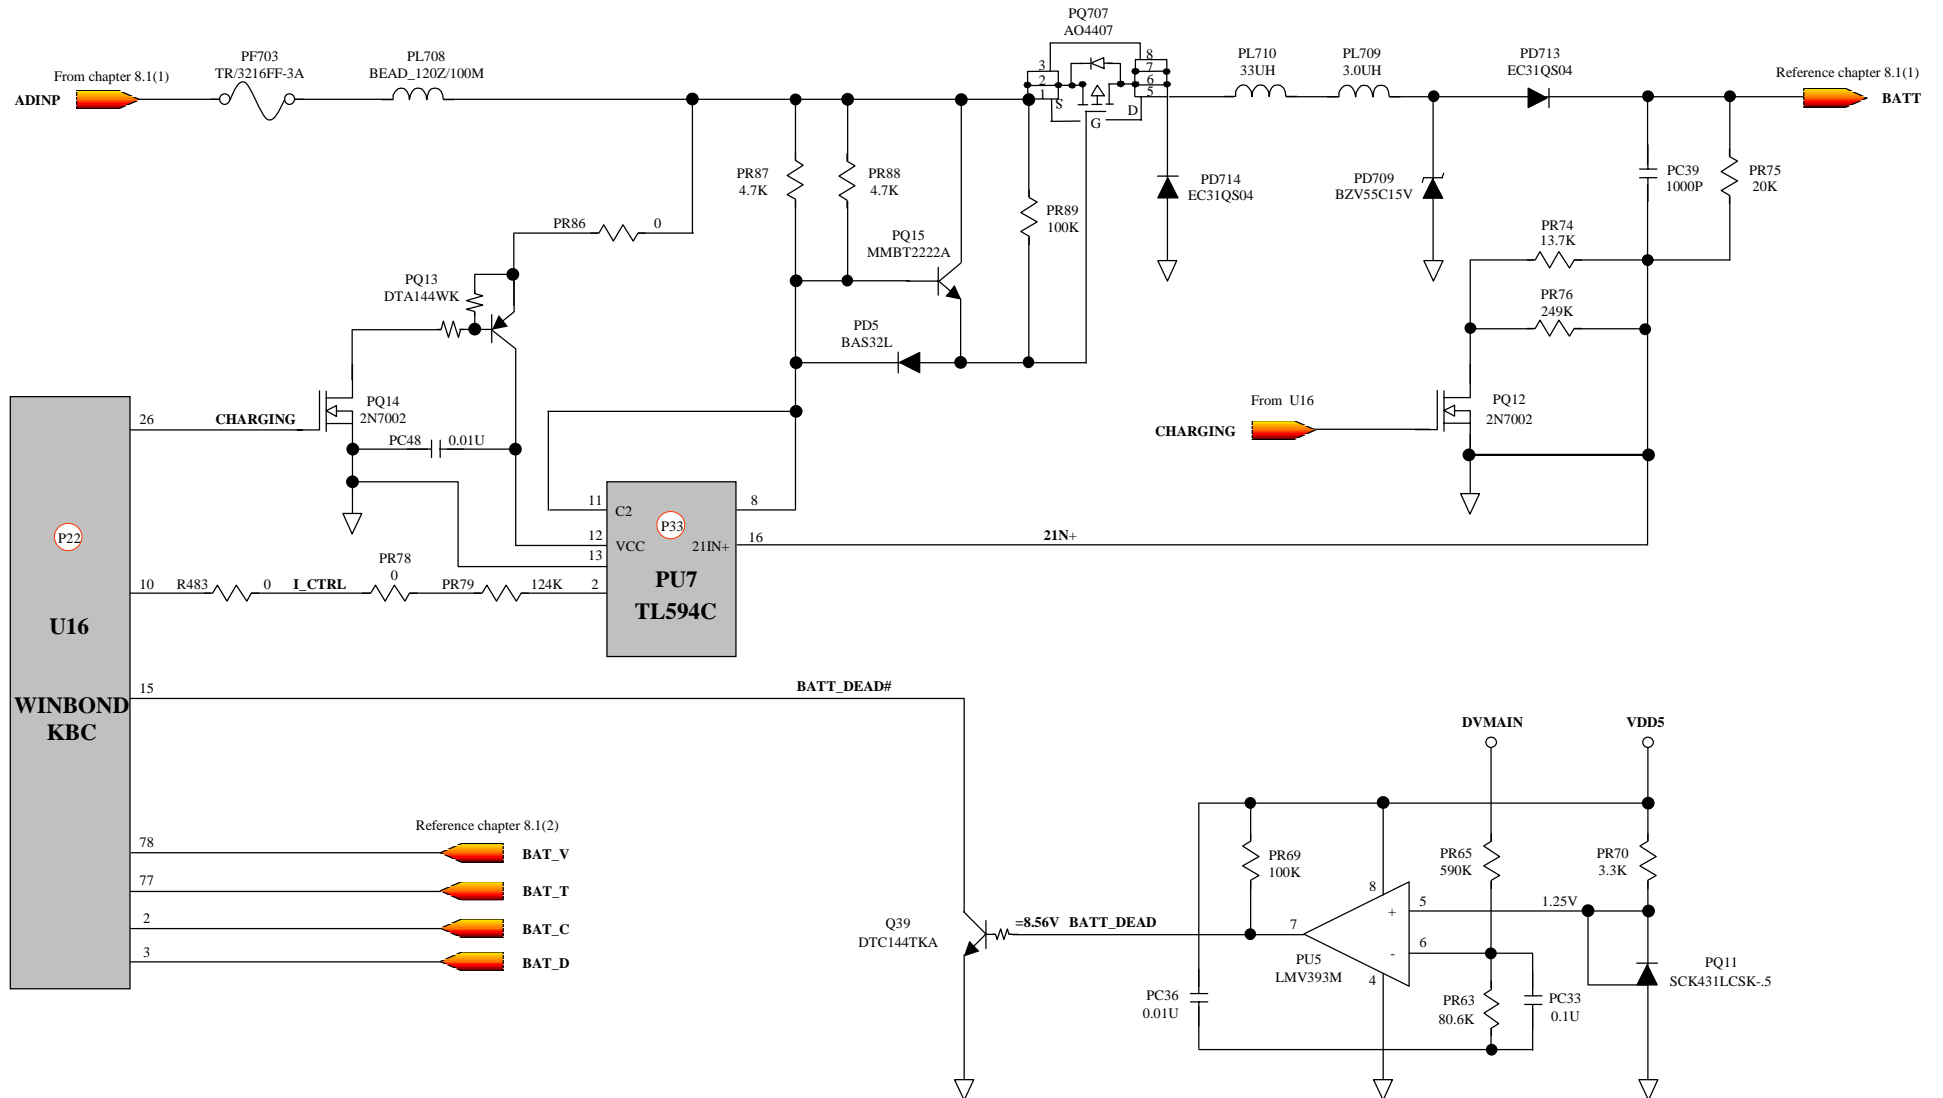 PQ707
AO4407
PF703
TR/3216FF-3A
PL708
BEAD_120Z/100M
PL710
33UH
PL709
3.0UH
PD713
EC31QS04
From chapter 8.1(1)
ADINP
Reference chapter 8.1(1)
BATT
3
2
1
S
G
D
8
7
6
5
PR87
4.7K
PR88
4.7K
PR89
100K
PD714
EC31QS04
PD709
BZV55C15V
PC39
1000P
PR75
20K
PR86
0
PQ15
MMBT2222A
PR74
13.7K
PQ13
DTA144WK
PR76
249K
PD5
BAS32L
PQ14
2N7002
26
CHARGING
PC48
0.01U
From U16
CHARGING
PQ12
2N7002
11
C2
8
P33
12
VCC
21IN+
16
21N+
13
P22
10
R483
0
I_CTRL
PR78
0
PR79
124K
2
PU7
TL594C
U16
WINBOND
KBC
15
BATT_DEAD#
DVMAIN
VDD5
Reference chapter 8.1(2)
78
BAT_V
77
BAT_T
2
BAT_C
3
BAT_D
PR69
100K
PR65
590K
PR70
3.3K
8
+
5
1.25V
Q39
DTC144TKA
=8.56V BATT_DEAD
7
6
-
PU5
LMV393M
4
PQ11
SCK431LCSK-.5
PC36
0.01U
PR63
80.6K
PC33
0.1U